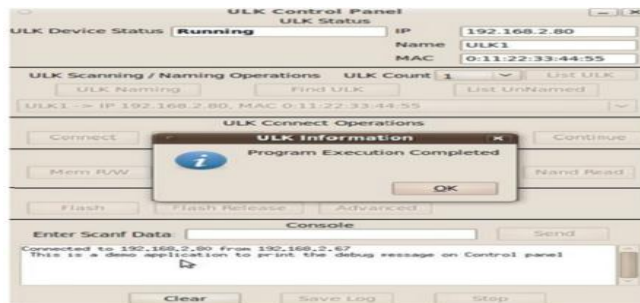 ULK Control Panel
ULK Status
ULK Device Status Running IP 192.168.2.80
Name ULK1
MAC 0:11:22:33:44:55
ULK Scanning / Naming Operations ULK Count 1 List ULK
ULK Naming Find ULK List UnNamed
ULK1 -> IP 192.168.2.80, MAC 0:11:22:33:44:55
ULK Connect Operations
Connect Continue
ULK Information
Program Execution Completed
OK
Mem R/W Nand Read
Flash Flash Release Advanced
Console
Enter Scanf Data Send
Connected to 192.168.2.80 from 192.168.2.67
This is a demo application to print the debug message on Control panel
Clear Save Log Stop